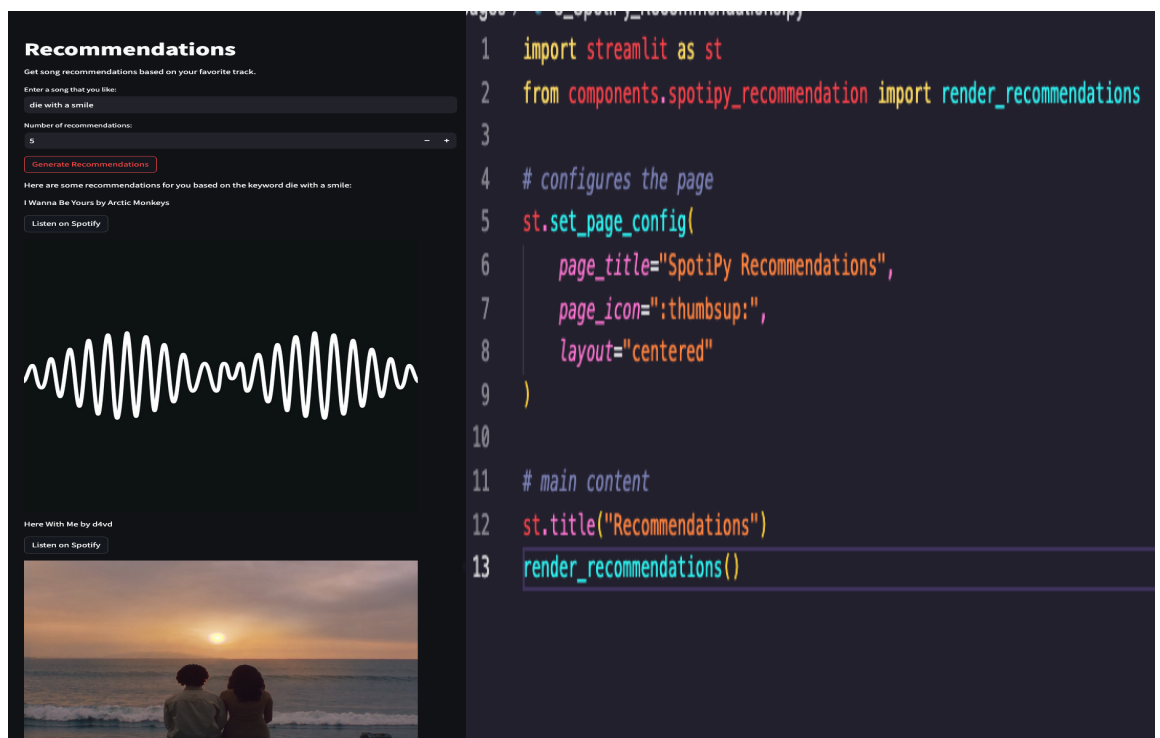 Recommendations
Get song recommendations based on your favorite track.
Enter a song that you like:
die with a smile
Number of recommendations:
5 − +
Generate Recommendations
Here are some recommendations for you based on the keyword die with a smile:
I Wanna Be Yours by Arctic Monkeys
Listen on Spotify
Here With Me by d4vd
Listen on Spotify
1 import streamlit as st
2 from components.spotipy_recommendation import render_recommendations
3
4 # configures the page
5 st.set_page_config(
6 page_title="SpotiPy Recommendations",
7 page_icon=":thumbsup:",
8 layout="centered"
9 )
10
11 # main content
12 st.title("Recommendations")
13 render_recommendations()